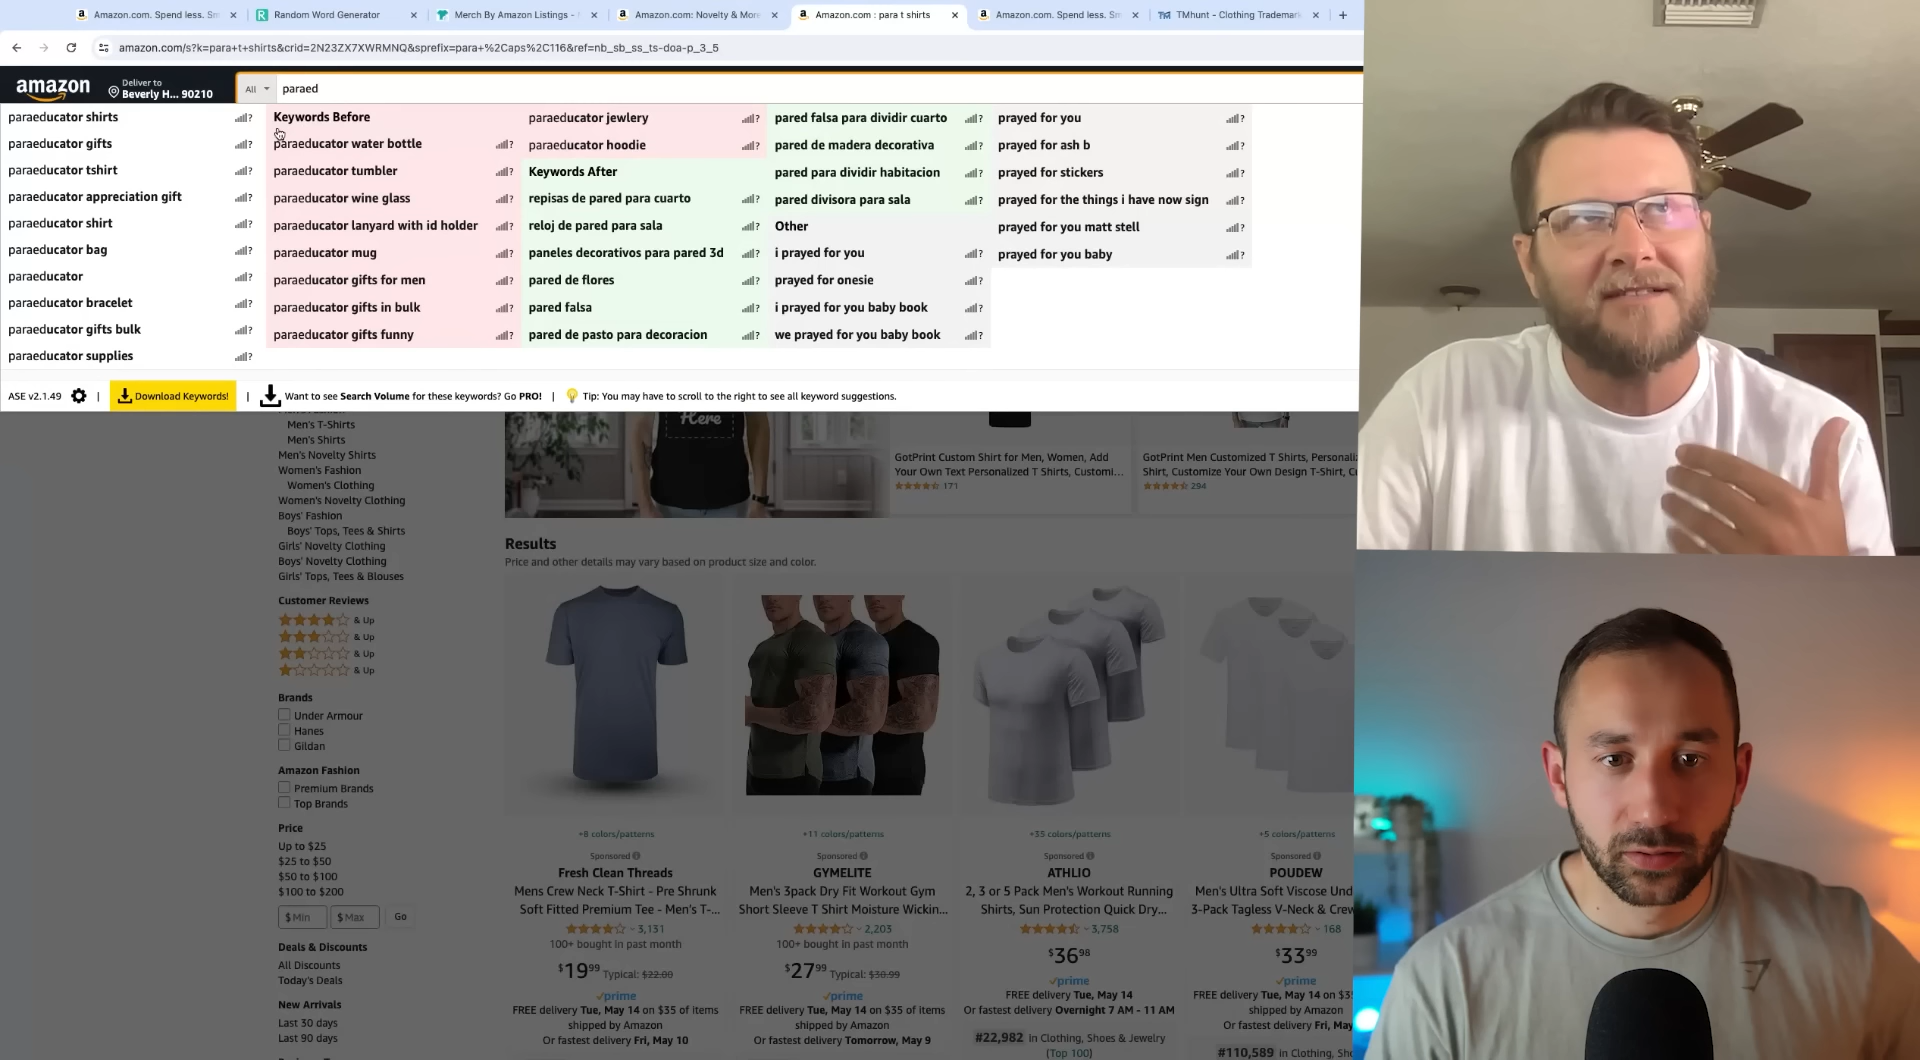 Amazon.com. Spend less. Sm
Random Word Generator
Merch By Amazon Listings -
Amazon.com: Novelty & More
Amazon.com : para t shirts
Amazon.com. Spend less. Sm
TMhunt - Clothing Trademark
amazon.com/s?k=para+t+shirts&crid=2N23ZX7XWRMNQ&sprefix=para+%2Caps%2C116&ref=nb_sb_ss_ts-doa-p_3_5
amazon
Deliver to
Beverly H... 90210
All
paraed
paraeducator shirts
paraeducator gifts
paraeducator tshirt
paraeducator appreciation gift
paraeducator shirt
paraeducator bag
paraeducator
paraeducator bracelet
paraeducator gifts bulk
paraeducator supplies
Keywords Before
paraeducator water bottle
paraeducator tumbler
paraeducator wine glass
paraeducator lanyard with id holder
paraeducator mug
paraeducator gifts for men
paraeducator gifts in bulk
paraeducator gifts funny
paraeducator jewlery
paraeducator hoodie
Keywords After
repisas de pared para cuarto
reloj de pared para sala
paneles decorativos para pared 3d
pared de flores
pared falsa
pared de pasto para decoracion
pared falsa para dividir cuarto
pared de madera decorativa
pared para dividir habitacion
pared divisora para sala
Other
i prayed for you
prayed for onesie
i prayed for you baby book
we prayed for you baby book
prayed for you
prayed for ash b
prayed for stickers
prayed for the things i have now sign
prayed for you matt stell
prayed for you baby
ASE v2.1.49 | Download Keywords! | Want to see Search Volume for these keywords? Go PRO! | Tip: You may have to scroll to the right to see all keyword suggestions.
Men's T-Shirts
Men's Shirts
Men's Novelty Shirts
Women's Fashion
Women's Clothing
Women's Novelty Clothing
Boys' Fashion
Boys' Tops, Tees & Shirts
Girls' Novelty Clothing
Boys' Novelty Clothing
Girls' Tops, Tees & Blouses
Customer Reviews
& Up
& Up
& Up
& Up
Brands
Under Armour
Hanes
Gildan
Amazon Fashion
Premium Brands
Top Brands
Price
Up to $25
$25 to $50
$50 to $100
$100 to $200
$ Min
$ Max
Go
Deals & Discounts
All Discounts
Today's Deals
New Arrivals
Last 30 days
Last 90 days
Here
GotPrint Custom Shirt for Men, Women, Add
Your Own Text Personalized T Shirts, Customi...
171
GotPrint Men Customized T Shirts, Personaliz
Shirt, Customize Your Own Design T-Shirt, C
294
Results
Price and other details may vary based on product size and color.
+8 colors/patterns
Sponsored
Fresh Clean Threads
Mens Crew Neck T-Shirt - Pre Shrunk
Soft Fitted Premium Tee - Men's T-...
3,131
100+ bought in past month
$19.99 Typical: $22.00
prime
FREE delivery Tue, May 14 on $35 of items
shipped by Amazon
Or fastest delivery Fri, May 10
+11 colors/patterns
Sponsored
GYMELITE
Men's 3pack Dry Fit Workout Gym
Short Sleeve T Shirt Moisture Wickin...
2,203
100+ bought in past month
$27.99 Typical: $30.99
prime
FREE delivery Tue, May 14 on $35 of items
shipped by Amazon
Or fastest delivery Tomorrow, May 9
+35 colors/patterns
Sponsored
ATHLIO
2, 3 or 5 Pack Men's Workout Running
Shirts, Sun Protection Quick Dry...
3,758
$36.98
prime
FREE delivery Tue, May 14
Or fastest delivery Overnight 7 AM - 11 AM
#22,982 in Clothing, Shoes & Jewelry
(Top 100)
+5 colors/patterns
Sponsored
POUDEW
Men's Ultra Soft Viscose Und
3-Pack Tagless V-Neck & Crew
168
$33.99
prime
FREE delivery Tue, May 14 on $35
shipped by Amazon
Or fastest delivery Fri, May
#110,589 in Clothing, Sh